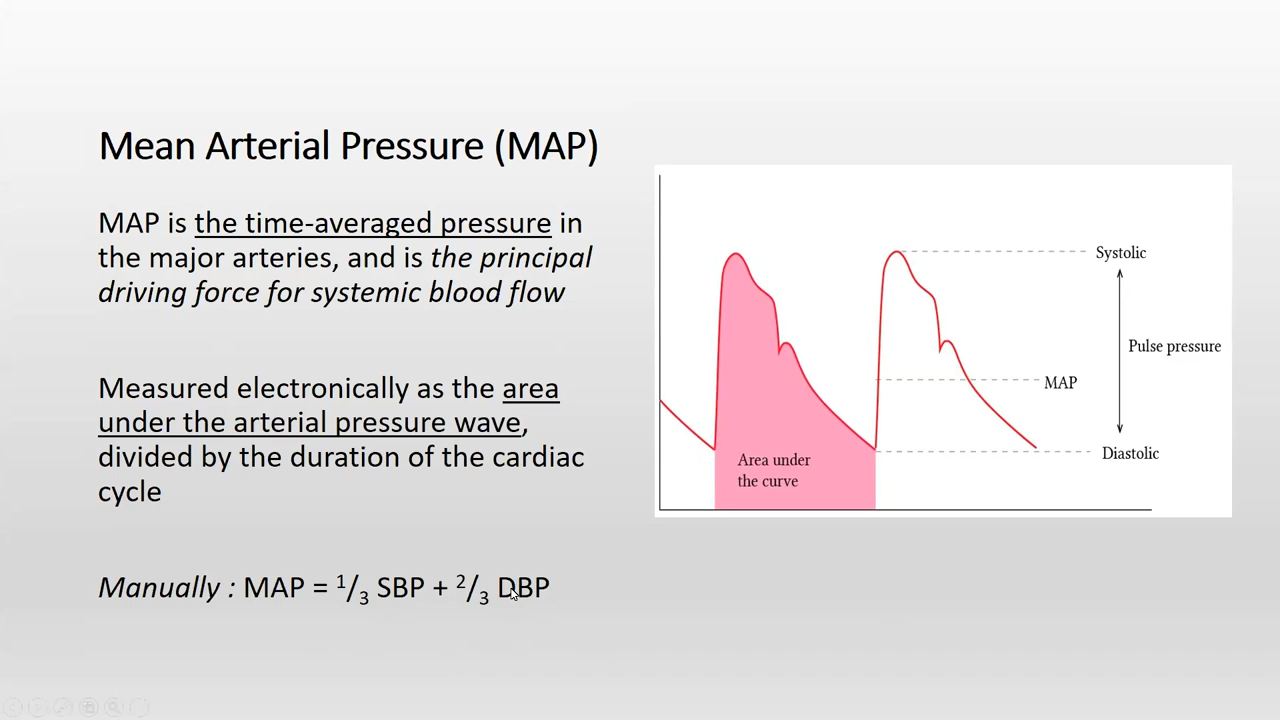 Mean Arterial Pressure (MAP)
MAP is the time-averaged pressure in
the major arteries, and is the principal
driving force for systemic blood flow
Measured electronically as the area
under the arterial pressure wave,
divided by the duration of the cardiac
cycle
Manually : MAP = 1/3 SBP + 2/3 DBP
Systolic
Pulse pressure
MAP
Diastolic
Area under
the curve